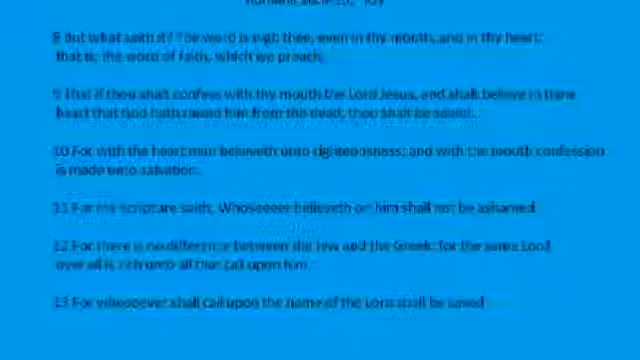 8 But what saith it? The word is nigh thee, even in thy mouth, and in thy heart:
that is, the word of faith, which we preach;
9 That if thou shalt confess with thy mouth the Lord Jesus, and shalt believe in thine
heart that God hath raised him from the dead, thou shalt be saved.
10 For with the heart man believeth unto righteousness; and with the mouth confession
is made unto salvation.
11 For the scripture saith, Whosoever believeth on him shall not be ashamed.
12 For there is no difference between the Jew and the Greek: for the same Lord
over all is rich unto all that call upon him.
13 For whosoever shall call upon the name of the Lord shall be saved